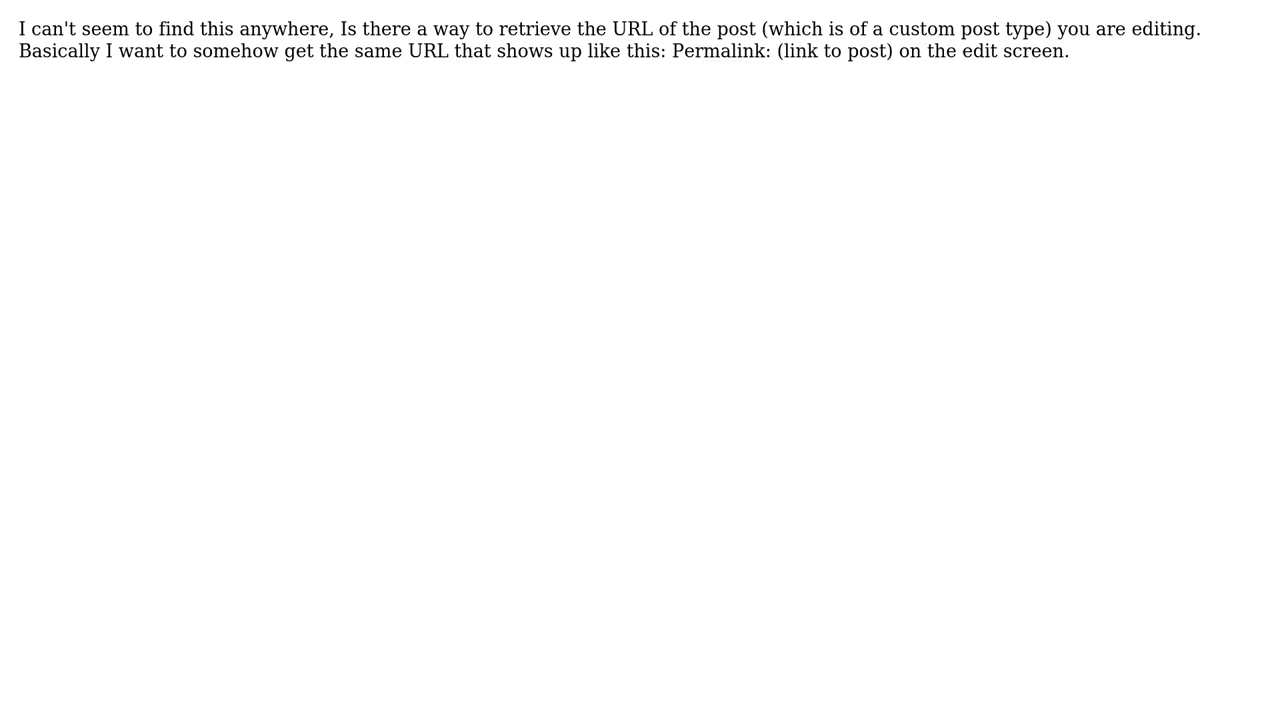 I can't seem to find this anywhere, Is there a way to retrieve the URL of the post (which is of a custom post type) you are editing.
Basically I want to somehow get the same URL that shows up like this: Permalink: (link to post) on the edit screen.